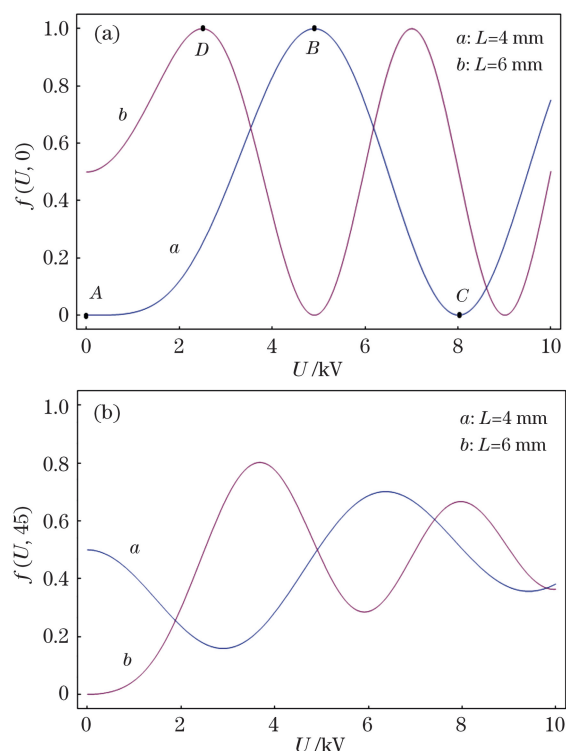 (a)
a: L=4 mm
b: L=6 mm
D
B
b
a
A
C
f (U, 0)
1.0
0.8
0.6
0.4
0.2
0
0 2 4 6 8 10
U /kV
(b)
a: L=4 mm
b: L=6 mm
a
b
f (U, 45)
1.0
0.8
0.6
0.4
0.2
0
0 2 4 6 8 10
U /kV